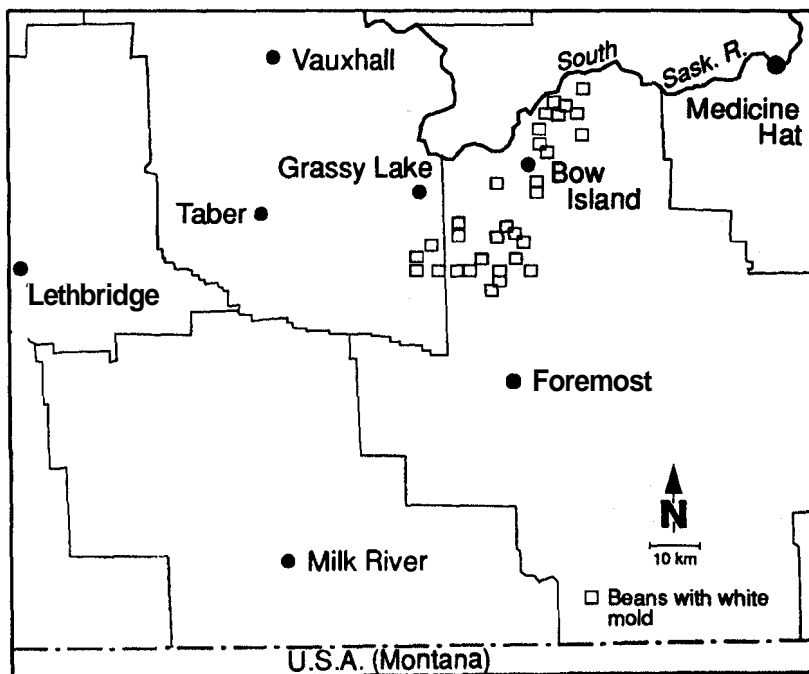 Vauxhall
South
Sask. R.
Medicine
Hat
Grassy Lake
Bow
Island
Taber
Lethbridge
Foremost
N
10 km
Milk River
Beans with white
mold
U.S.A. (Montana)